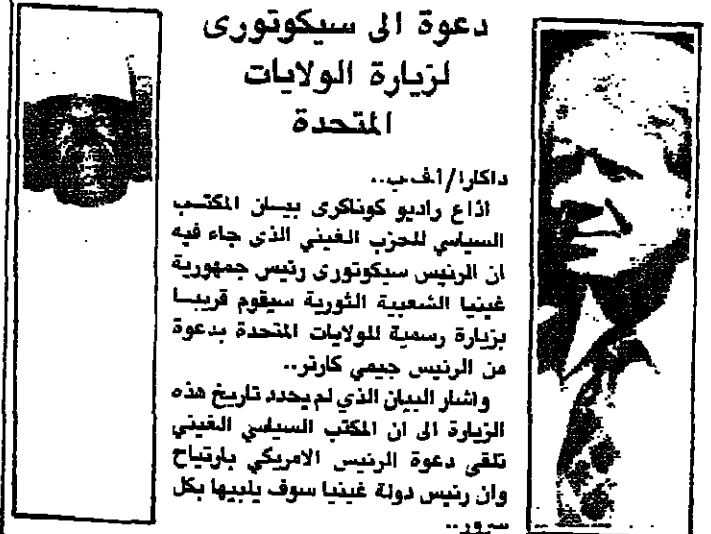 دعوة الى سيكوتورى
لزيارة الولايات
المتحدة
داكارا/أ.ف.ب..
اذاع راديو كوناكرى بيان المكتب
السياسي للحزب الغيني الذى جاء فيه
ان الرئيس سيكوتورى رئيس جمهورية
غينيا الشعبية الثورية سيقوم قريبا
بزيارة رسمية للولايات المتحدة بدعوة
من الرئيس جيمي كارتر..
واشار البيان الذي لم يحدد تاريخ هذه
الزيارة الى ان المكتب السياسي الغيني
تلقى دعوة الرئيس الامريكي بارتياح
وان رئيس دولة غينيا سوف يلبيها بكل
سرور..